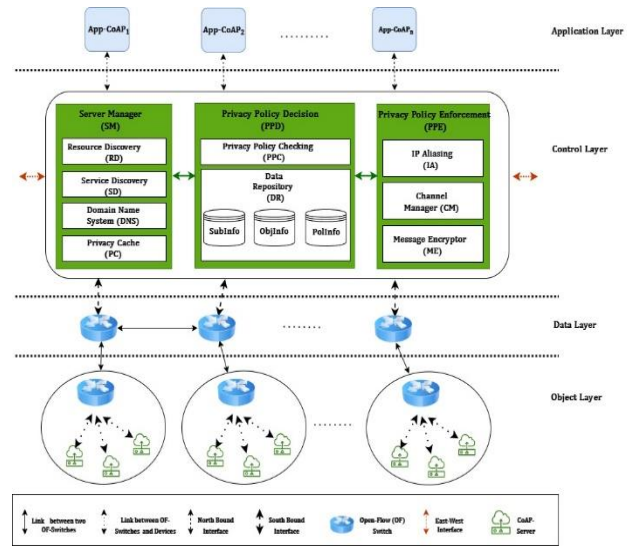 App-CoAP1
App-CoAP2
App-CoAPn
Application Layer
Server Manager
(SM)
Resource Discovery
(RD)
Service Discovery
(SD)
Domain Name
System (DNS)
Privacy Cache
(PC)
Privacy Policy Decision
(PPD)
Privacy Policy Checking
(PPC)
Data
Repository
(DR)
SubInfo
ObjInfo
PolInfo
Privacy Policy Enforcement
(PPE)
IP Aliasing
(IA)
Channel
Manager (CM)
Message Encryptor
(ME)
Control Layer
Data Layer
Object Layer
Link between two
OF-Switches
Link between OF-
Switches and Devices
North Bound
Interface
South Bound
Interface
Open-Flow (OF)
Switch
East-West
Interface
CoAP-
Server